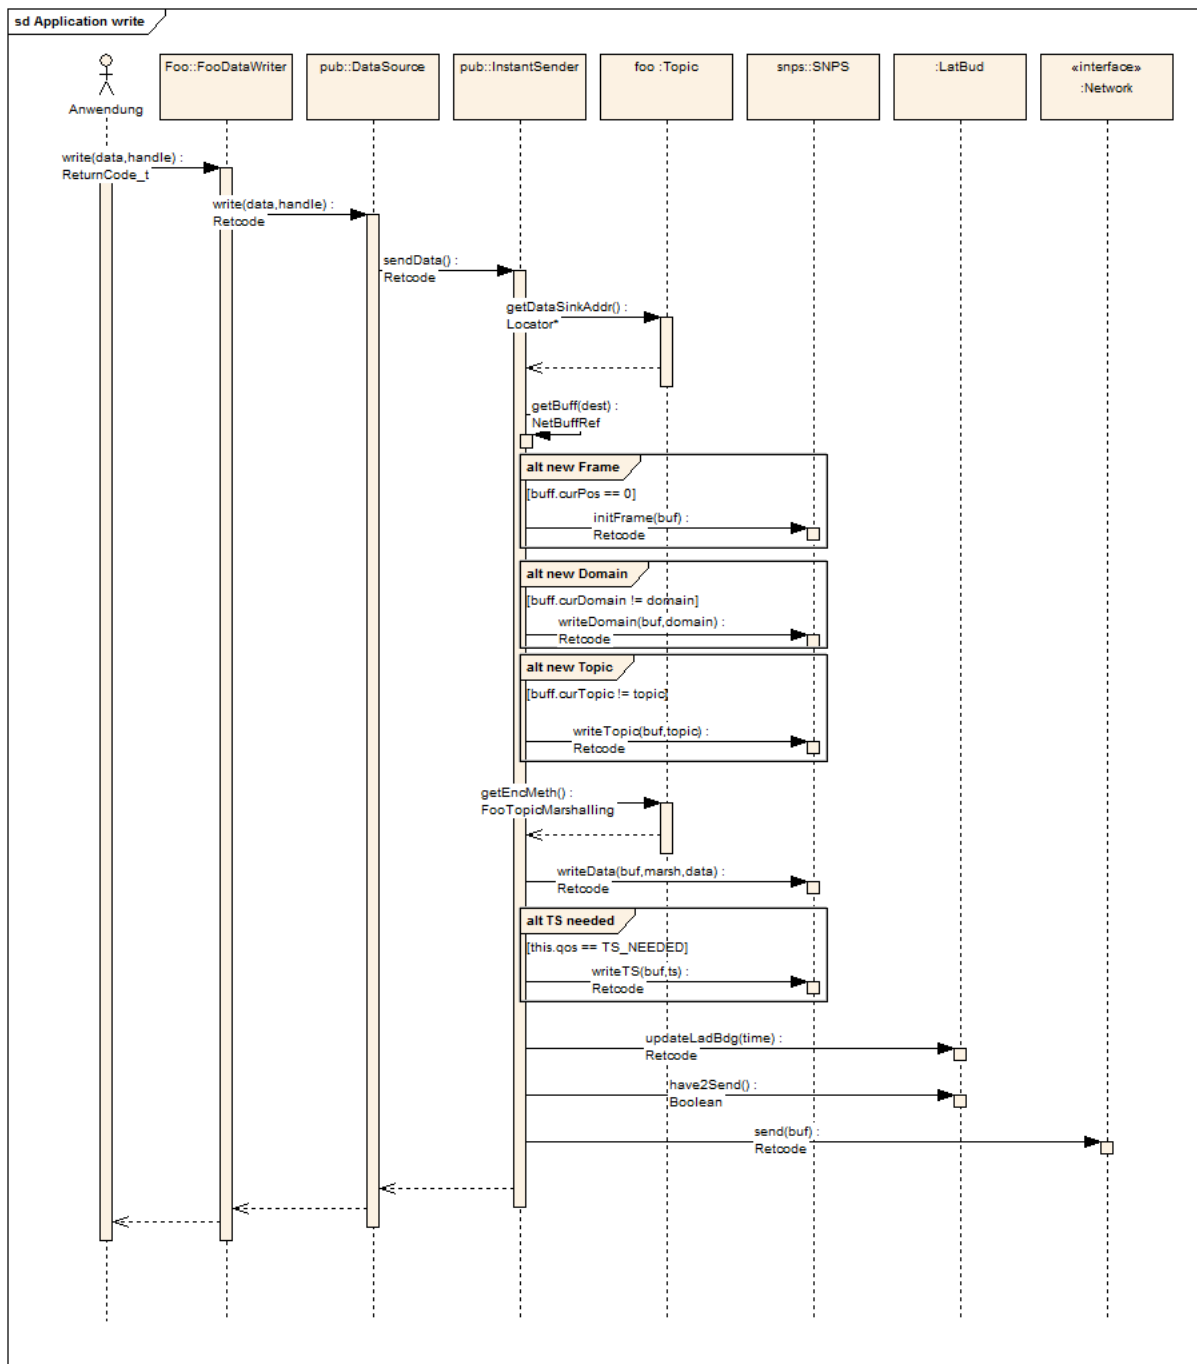 sd Application write
Anwendung
Foo::FooDataWriter
pub::DataSource
pub::InstantSender
foo :Topic
snps::SNPS
:LatBud
«interface»
:Network
write(data,handle) :
ReturnCode_t
write(data,handle) :
Retcode
sendData() :
Retcode
getDataSinkAddr() :
Locator*
getBuff(dest) :
NetBuffRef
alt new Frame
[buff.curPos == 0]
initFrame(buf) :
Retcode
alt new Domain
[buff.curDomain != domain]
writeDomain(buf,domain) :
Retcode
alt new Topic
[buff.curTopic != topic]
writeTopic(buf,topic) :
Retcode
getEncMeth() :
FooTopicMarshalling
writeData(buf,marsh,data) :
Retcode
alt TS needed
[this.qos == TS_NEEDED]
writeTS(buf,ts) :
Retcode
updateLadBdg(time) :
Retcode
have2Send() :
Boolean
send(buf) :
Retcode